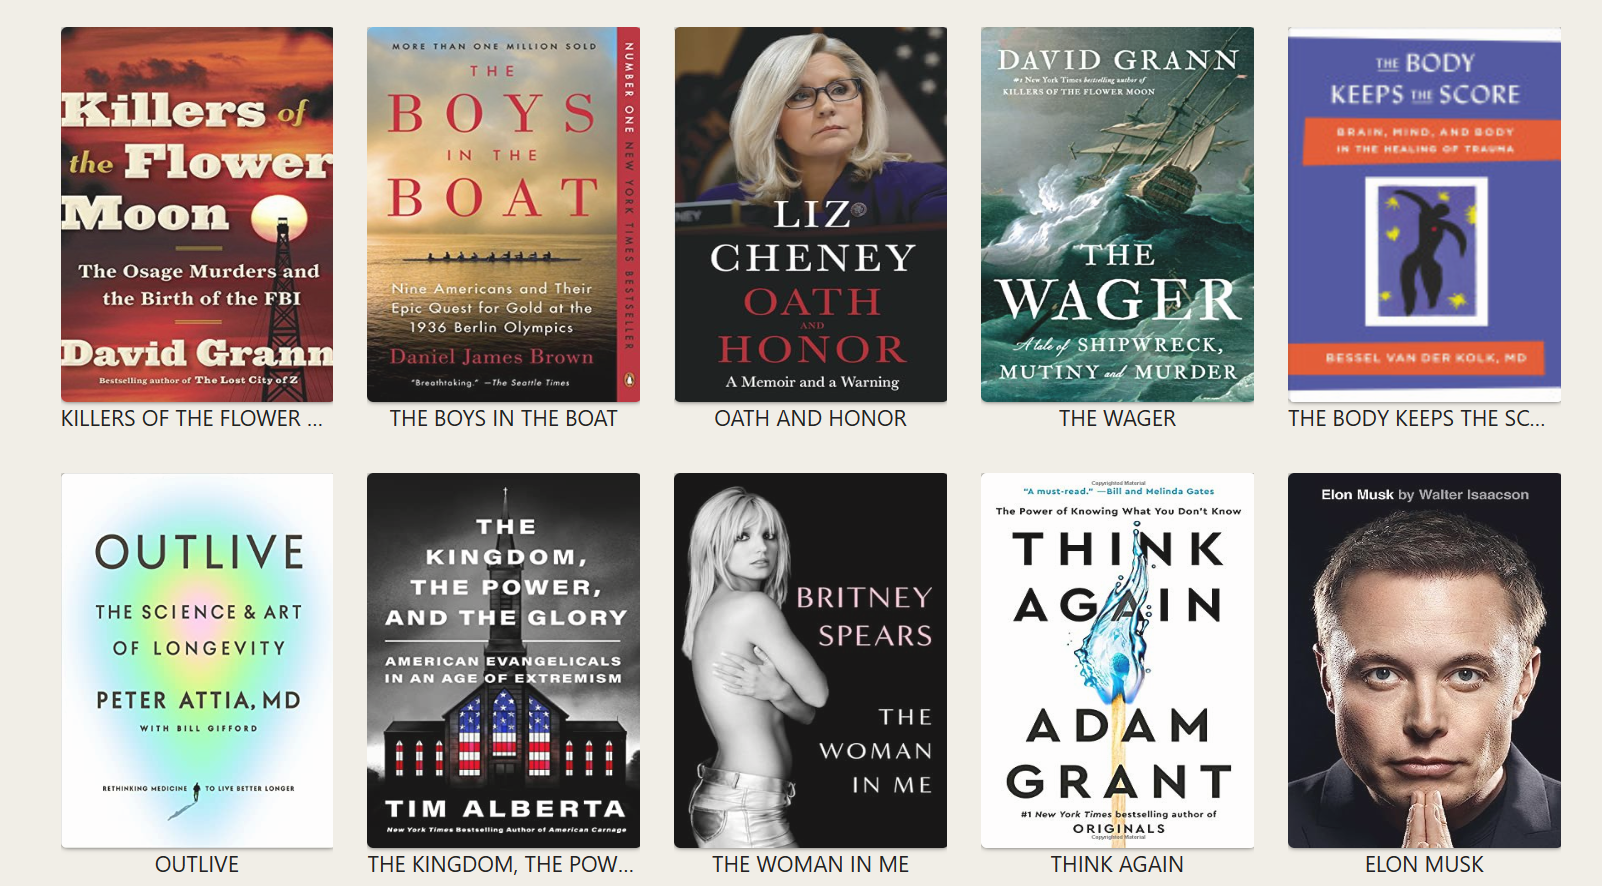 Killers of
the Flower
Moon
The Osage Murders and
the Birth of the FBI
David Grann
Bestselling author of The Lost City of Z
KILLERS OF THE FLOWER ...
MORE THAN ONE MILLION SOLD
THE
BOYS
IN THE
BOAT
Nine Americans and Their
Epic Quest for Gold at the
1936 Berlin Olympics
Daniel James Brown
"Breathtaking." —The Seattle Times
NUMBER ONE NEW YORK TIMES BESTSELLER
THE BOYS IN THE BOAT
LIZ
CHENEY
OATH
AND
HONOR
A Memoir and a Warning
OATH AND HONOR
DAVID GRANN
#1 New York Times bestselling author of
KILLERS OF THE FLOWER MOON
THE
WAGER
A tale of SHIPWRECK,
MUTINY and MURDER
THE WAGER
THE BODY
KEEPS THE SCORE
BRAIN, MIND, AND BODY
IN THE HEALING OF TRAUMA
BESSEL VAN DER KOLK, MD
THE BODY KEEPS THE SC...
OUTLIVE
THE SCIENCE & ART
OF LONGEVITY
PETER ATTIA, MD
WITH BILL GIFFORD
RETHINKING MEDICINE TO LIVE BETTER LONGER
OUTLIVE
THE
KINGDOM,
THE POWER,
AND THE GLORY
AMERICAN EVANGELICALS
IN AN AGE OF EXTREMISM
TIM ALBERTA
New York Times Bestselling Author of American Carnage
THE KINGDOM, THE POW...
BRITNEY
SPEARS
THE
WOMAN
IN ME
THE WOMAN IN ME
Copyrighted Material
"A must-read." —Bill and Melinda Gates
The Power of Knowing What You Don't Know
THINK
AGAIN
ADAM
GRANT
#1 New York Times bestselling author of
ORIGINALS
Copyrighted Material
THINK AGAIN
Elon Musk by Walter Isaacson
ELON MUSK